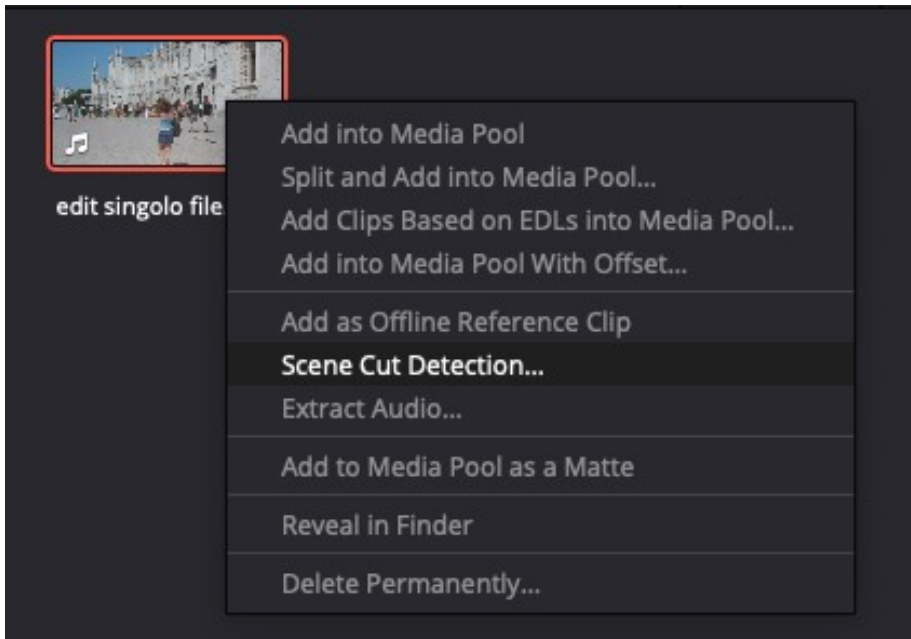 edit singolo file
Add into Media Pool
Split and Add into Media Pool...
Add Clips Based on EDLs into Media Pool...
Add into Media Pool With Offset...
Add as Offline Reference Clip
Scene Cut Detection...
Extract Audio...
Add to Media Pool as a Matte
Reveal in Finder
Delete Permanently...